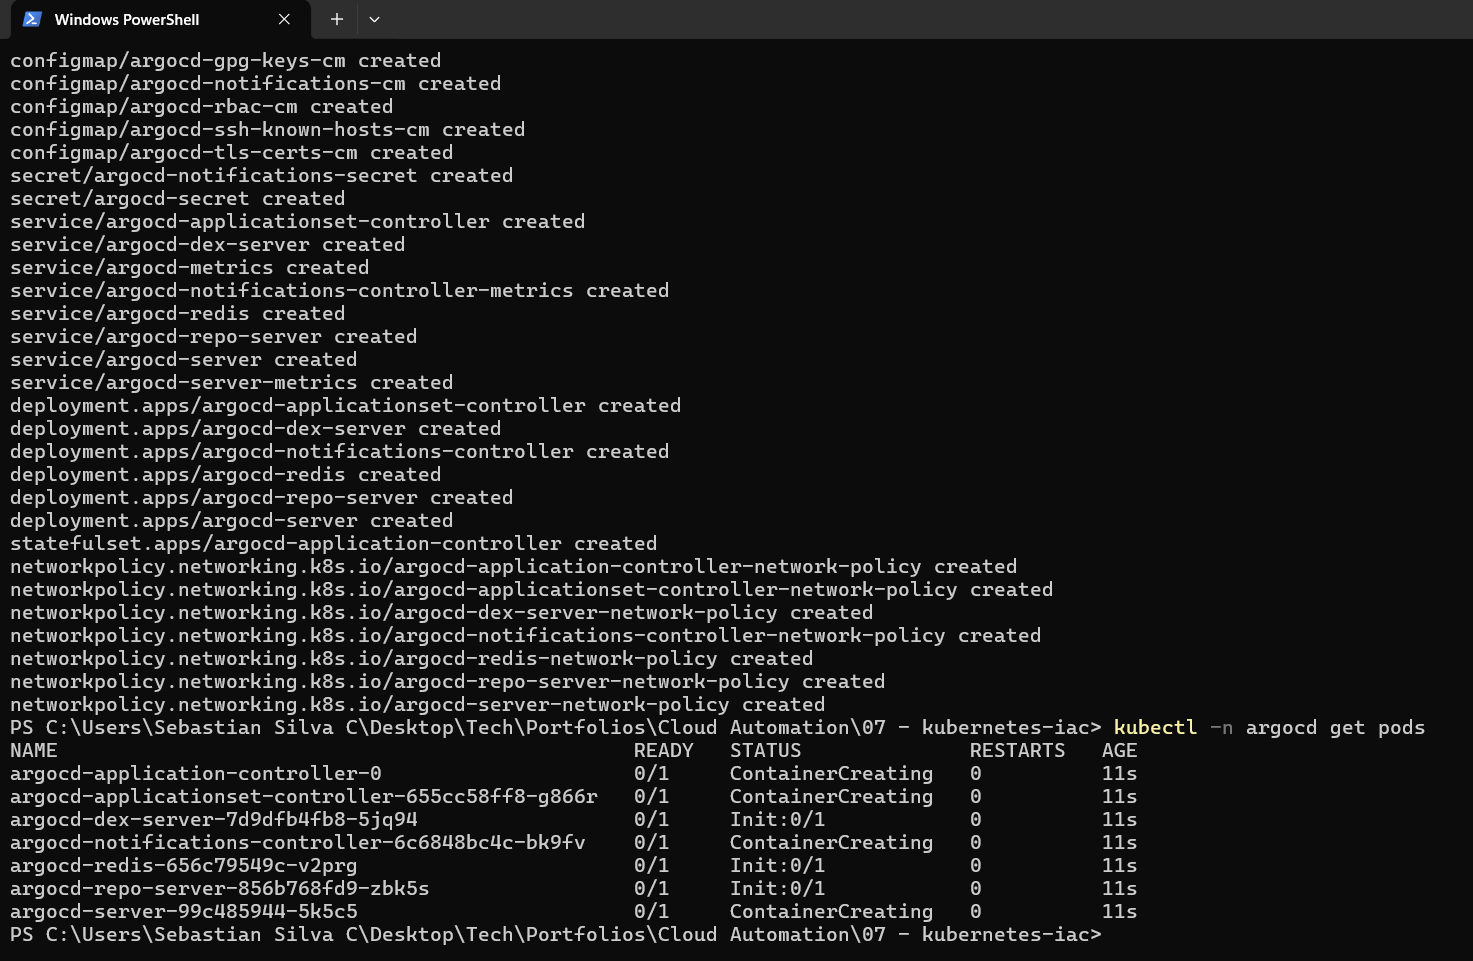 Windows PowerShell
configmap/argocd-gpg-keys-cm created
configmap/argocd-notifications-cm created
configmap/argocd-rbac-cm created
configmap/argocd-ssh-known-hosts-cm created
configmap/argocd-tls-certs-cm created
secret/argocd-notifications-secret created
secret/argocd-secret created
service/argocd-applicationset-controller created
service/argocd-dex-server created
service/argocd-metrics created
service/argocd-notifications-controller-metrics created
service/argocd-redis created
service/argocd-repo-server created
service/argocd-server created
service/argocd-server-metrics created
deployment.apps/argocd-applicationset-controller created
deployment.apps/argocd-dex-server created
deployment.apps/argocd-notifications-controller created
deployment.apps/argocd-redis created
deployment.apps/argocd-repo-server created
deployment.apps/argocd-server created
statefulset.apps/argocd-application-controller created
networkpolicy.networking.k8s.io/argocd-application-controller-network-policy created
networkpolicy.networking.k8s.io/argocd-applicationset-controller-network-policy created
networkpolicy.networking.k8s.io/argocd-dex-server-network-policy created
networkpolicy.networking.k8s.io/argocd-notifications-controller-network-policy created
networkpolicy.networking.k8s.io/argocd-redis-network-policy created
networkpolicy.networking.k8s.io/argocd-repo-server-network-policy created
networkpolicy.networking.k8s.io/argocd-server-network-policy created
PS C:\Users\Sebastian Silva C\Desktop\Tech\Portfolios\Cloud Automation\07 - kubernetes-iac> kubectl -n argocd get pods
NAME READY STATUS RESTARTS AGE
argocd-application-controller-0 0/1 ContainerCreating 0 11s
argocd-applicationset-controller-655cc58ff8-g866r 0/1 ContainerCreating 0 11s
argocd-dex-server-7d9dfb4fb8-5jq94 0/1 Init:0/1 0 11s
argocd-notifications-controller-6c6848bc4c-bk9fv 0/1 ContainerCreating 0 11s
argocd-redis-656c79549c-v2prg 0/1 Init:0/1 0 11s
argocd-repo-server-856b768fd9-zbk5s 0/1 Init:0/1 0 11s
argocd-server-99c485944-5k5c5 0/1 ContainerCreating 0 11s
PS C:\Users\Sebastian Silva C\Desktop\Tech\Portfolios\Cloud Automation\07 - kubernetes-iac>